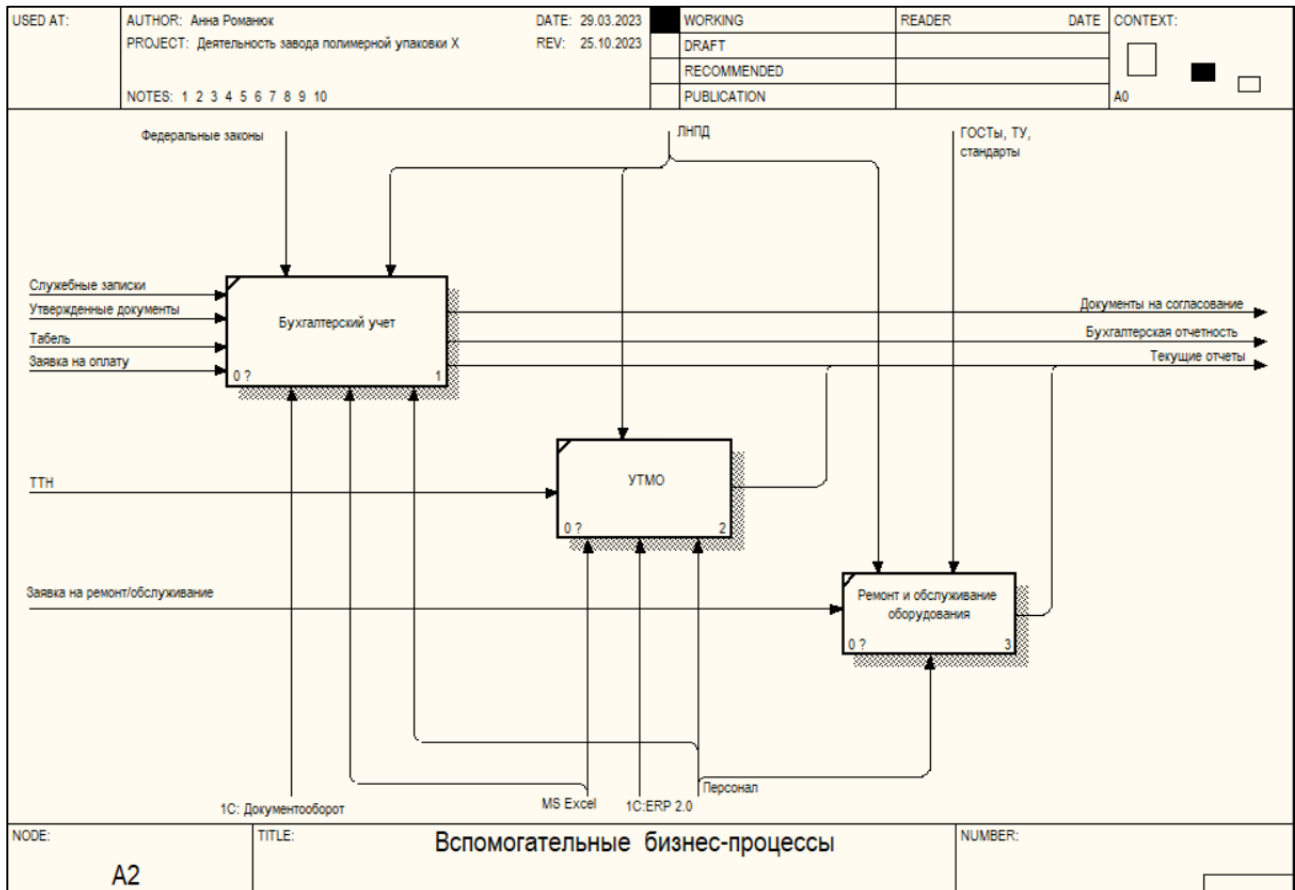 USED AT:
AUTHOR: Анна Романюк
DATE: 29.03.2023
PROJECT: Деятельность завода полимерной упаковки X
REV: 25.10.2023
NOTES: 1 2 3 4 5 6 7 8 9 10
WORKING
DRAFT
RECOMMENDED
PUBLICATION
READER
DATE
CONTEXT:
A0
Федеральные законы
ЛНПД
ГОСТы, ТУ,
стандарты
Служебные записки
Утвержденные документы
Табель
Заявка на оплату
Бухгалтерский учет
0 ?
1
Документы на согласование
Бухгалтерская отчетность
Текущие отчеты
ТТН
УТМО
0 ?
2
Заявка на ремонт/обслуживание
Ремонт и обслуживание
оборудования
0 ?
3
1С: Документооборот
MS Excel
1C:ERP 2.0
Персонал
NODE:
A2
TITLE:
Вспомогательные бизнес-процессы
NUMBER: